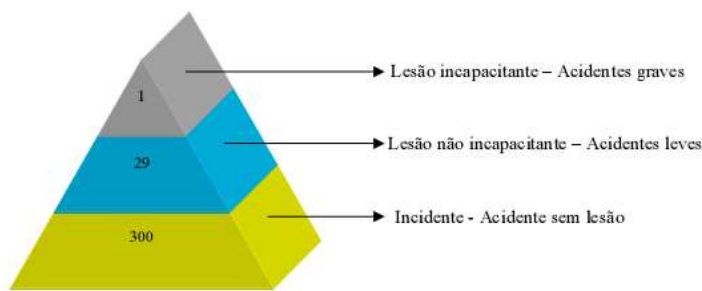 1
Lesão incapacitante – Acidentes graves
29
Lesão não incapacitante – Acidentes leves
300
Incidente - Acidente sem lesão